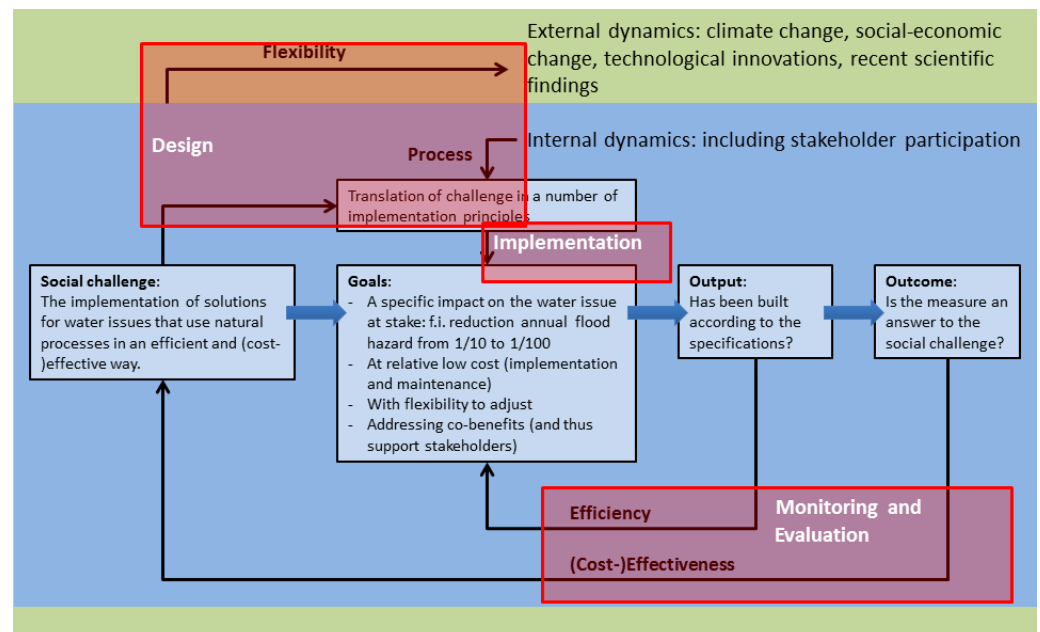 External dynamics: climate change, social-economic
change, technological innovations, recent scientific
findings
Flexibility
Design
Internal dynamics: including stakeholder participation
Process
Translation of challenge in a number of
implementation principles
Implementation
Social challenge:
The implementation of solutions
for water issues that use natural
processes in an efficient and (cost-
)effective way.
Goals:
- A specific impact on the water issue
at stake: f.i. reduction annual flood
hazard from 1/10 to 1/100
- At relative low cost (implementation
and maintenance)
- With flexibility to adjust
- Addressing co-benefits (and thus
support stakeholders)
Output:
Has been built
according to the
specifications?
Outcome:
Is the measure an
answer to the
social challenge?
Efficiency
Monitoring and
Evaluation
(Cost-)Effectiveness